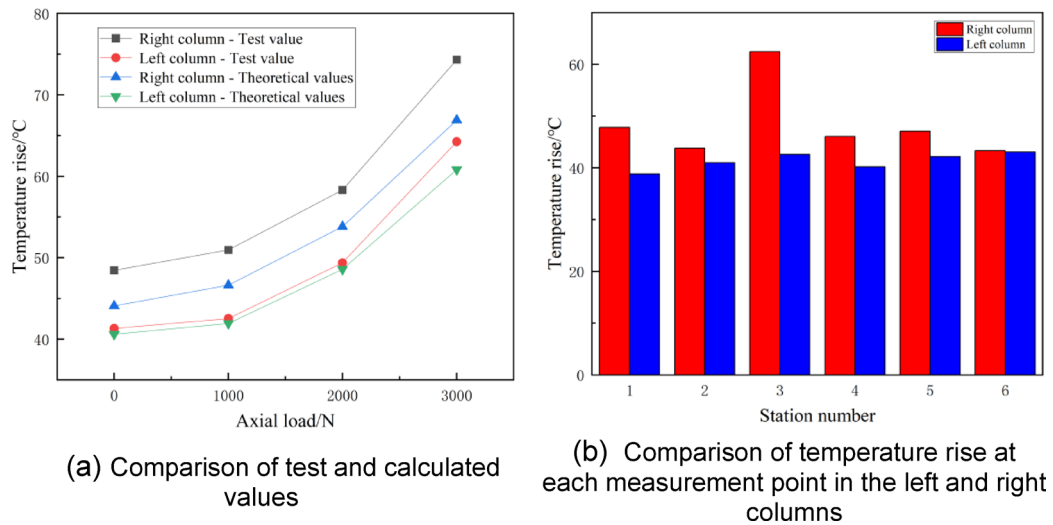 80
70
60
50
40
Temperature rise/℃
Right column - Test value
Left column - Test value
Right column - Theoretical values
Left column - Theoretical values
0 1000 2000 3000
Axial load/N
(a) Comparison of test and calculated
values
60
40
20
0
Temperature rise/℃
Right column
Left column
1 2 3 4 5 6
Station number
(b) Comparison of temperature rise at
each measurement point in the left and right
columns